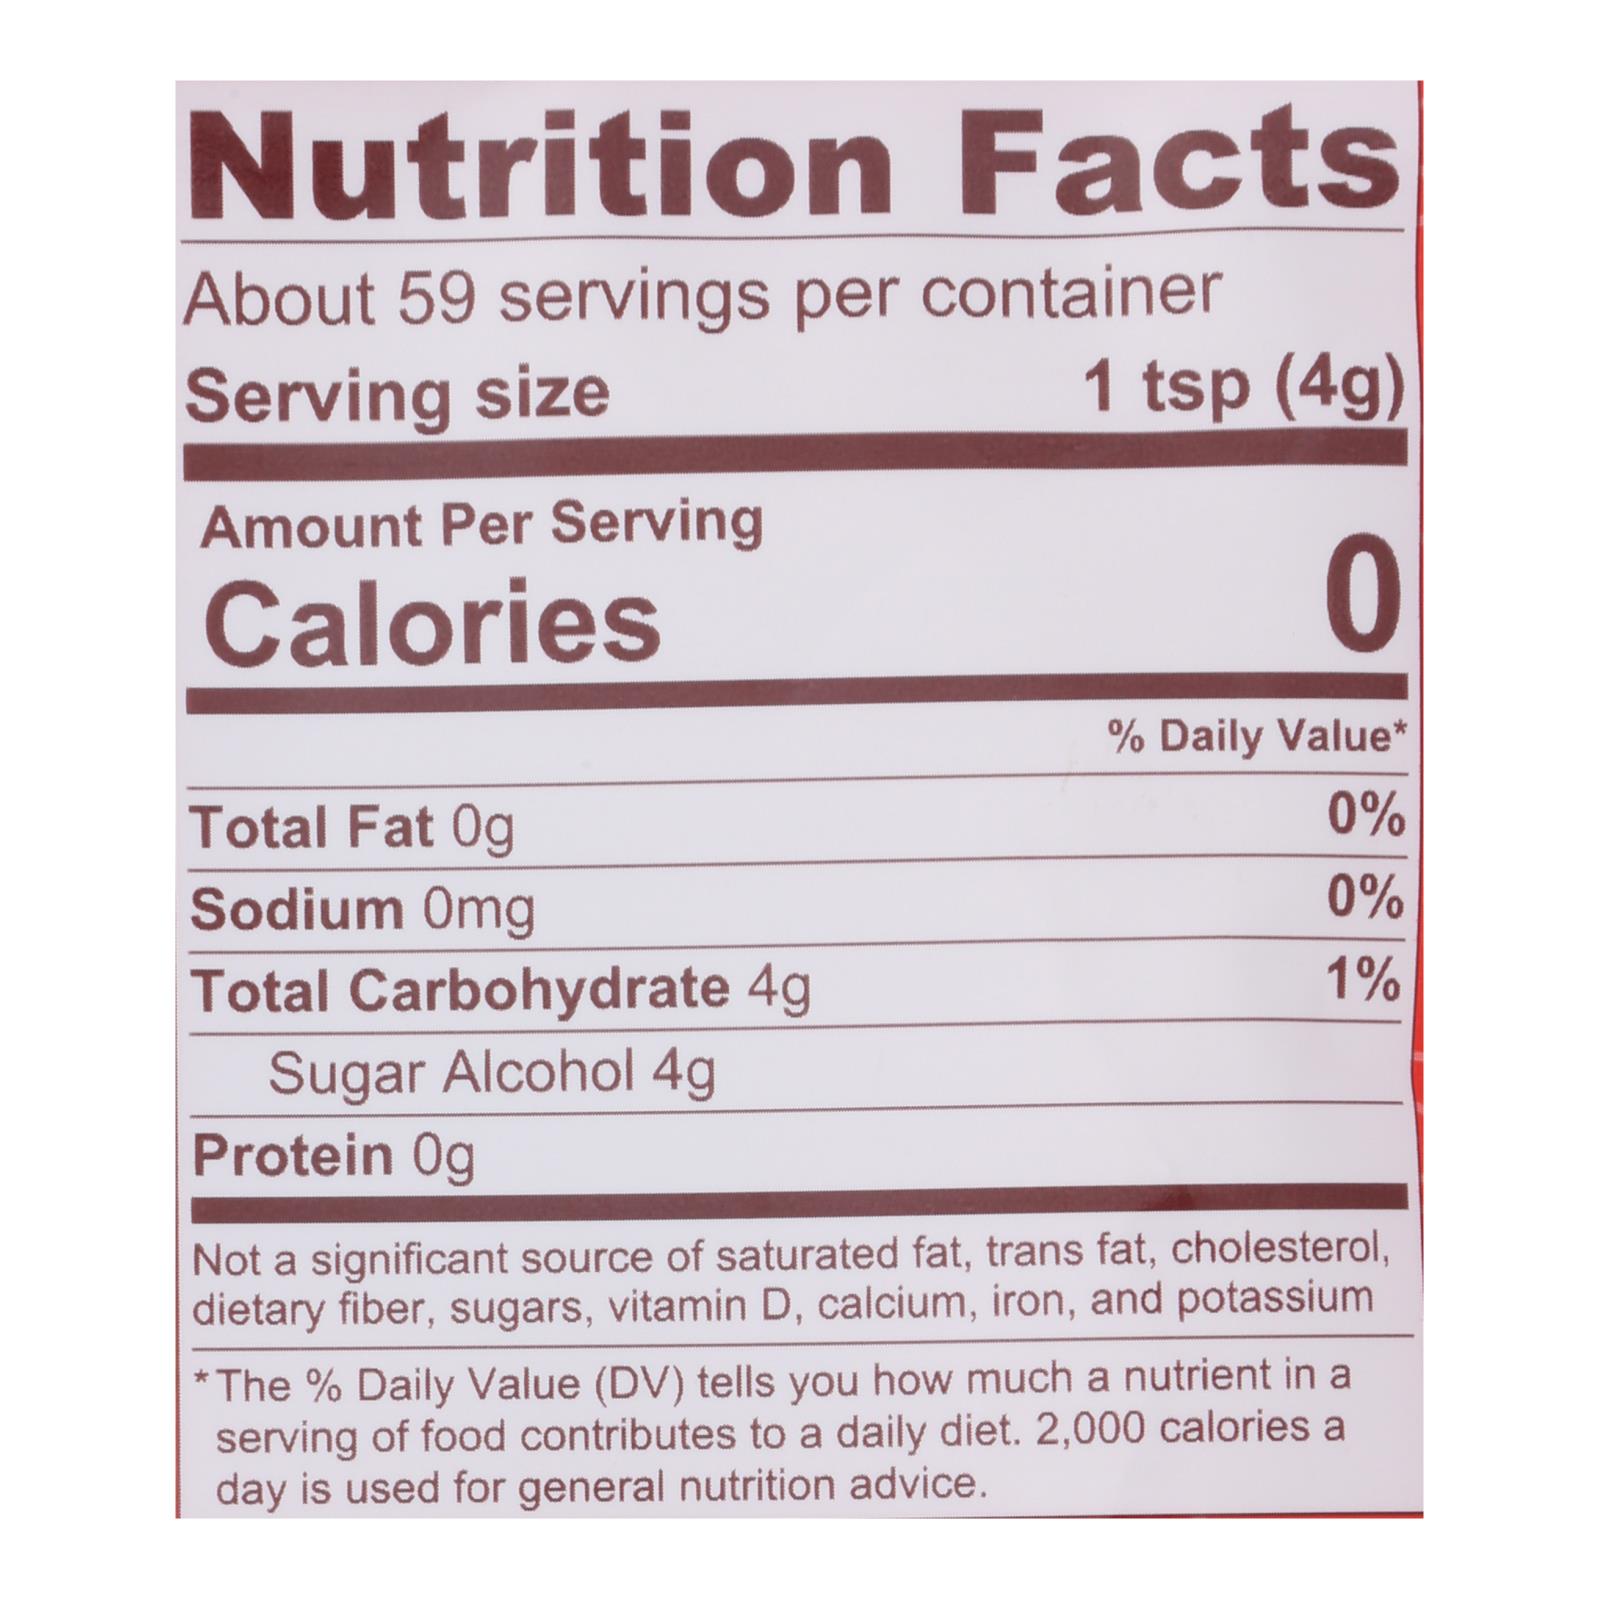 Nutrition Facts
About 59 servings per container
Serving size 1 tsp (4g)
Amount Per Serving
Calories 0
% Daily Value*
Total Fat 0g 0%
Sodium 0mg 0%
Total Carbohydrate 4g 1%
Sugar Alcohol 4g
Protein 0g
Not a significant source of saturated fat, trans fat, cholesterol,
dietary fiber, sugars, vitamin D, calcium, iron, and potassium
*The % Daily Value (DV) tells you how much a nutrient in a
serving of food contributes to a daily diet. 2,000 calories a
day is used for general nutrition advice.